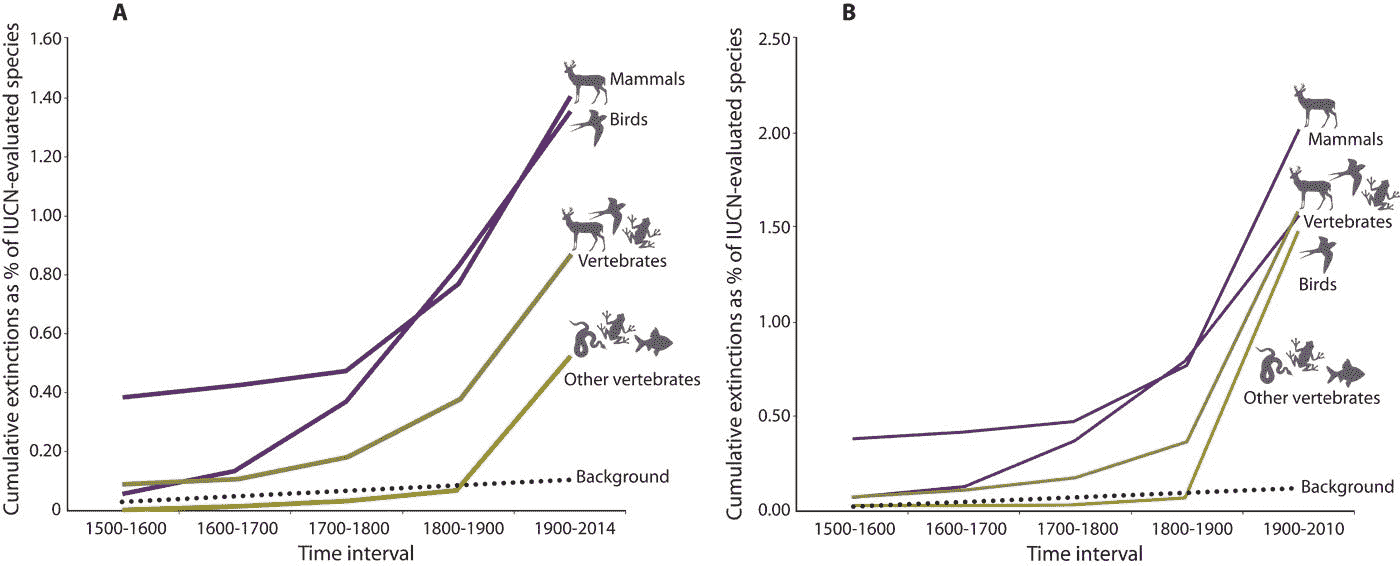 A
Cumulative extinctions as % of IUCN-evaluated species
1.60
1.40
1.20
1.00
0.80
0.60
0.40
0.20
0
Mammals
Birds
Vertebrates
Other vertebrates
Background
1500-1600
1600-1700
1700-1800
1800-1900
1900-2014
Time interval
B
Cumulative extinctions as % of IUCN-evaluated species
2.50
2.00
1.50
1.00
0.50
0.00
Mammals
Vertebrates
Birds
Other vertebrates
Background
1500-1600
1600-1700
1700-1800
1800-1900
1900-2010
Time interval